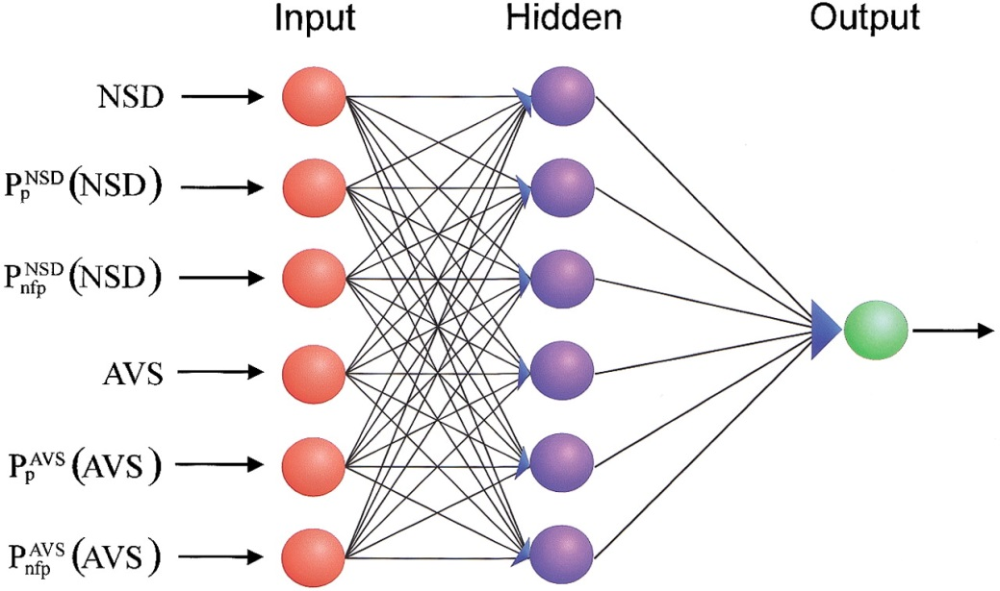 Input Hidden Output
NSD
P_p^NSD(NSD)
P_nfp^NSD(NSD)
AVS
P_p^AVS(AVS)
P_nfp^AVS(AVS)